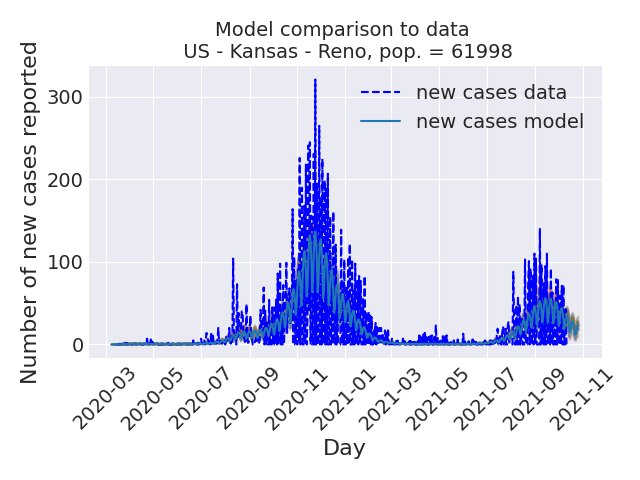 Model comparison to data
US - Kansas - Reno, pop. = 61998
Number of new cases reported
300
200
100
0
new cases data
new cases model
2020-03
2020-05
2020-07
2020-09
2020-11
2021-01
2021-03
2021-05
2021-07
2021-09
2021-11
Day